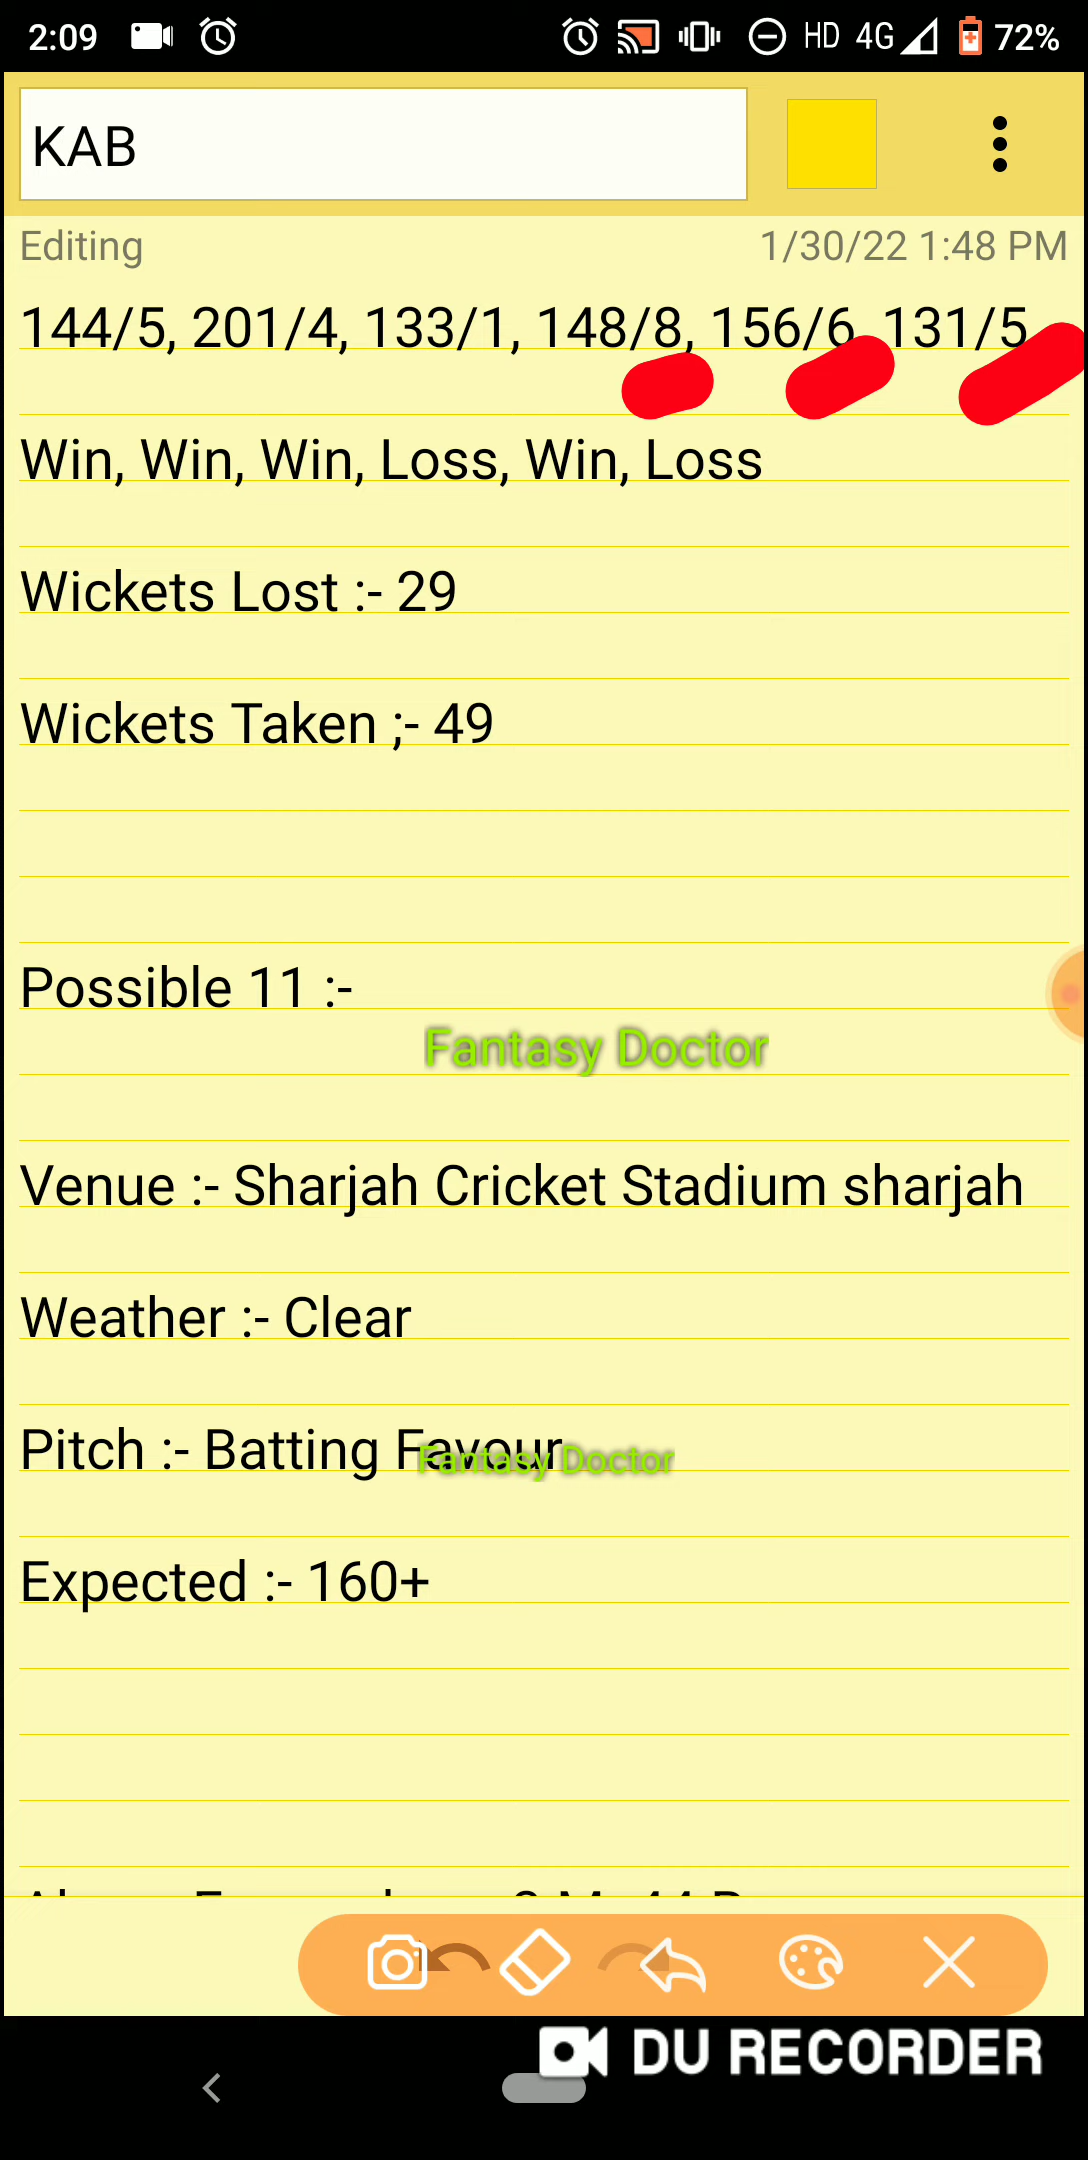 2:09 HD 4G 72%
KAB
Editing 1/30/22 1:48 PM
144/5, 201/4, 133/1, 148/8, 156/6, 131/5
Win, Win, Win, Loss, Win, Loss
Wickets Lost :- 29
Wickets Taken ;- 49
Possible 11 :-
Fantasy Doctor
Venue :- Sharjah Cricket Stadium sharjah
Weather :- Clear
Pitch :- Batting Favour
Fantasy Doctor
Expected :- 160+
DU RECORDER